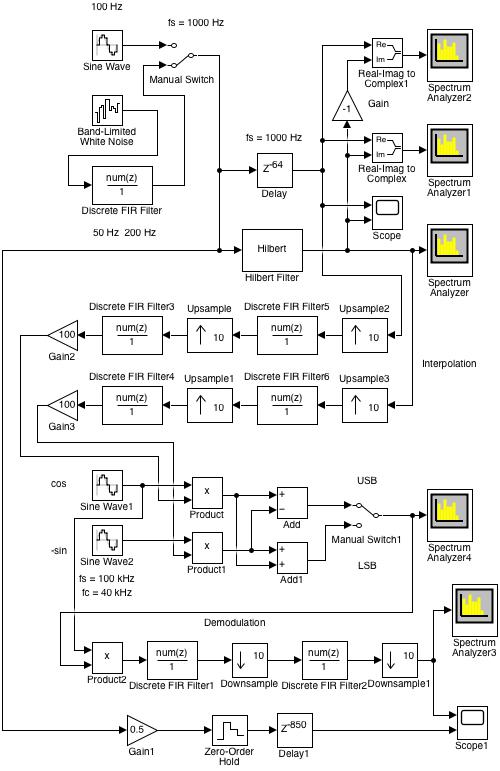 100 Hz
fs = 1000 Hz
Sine Wave
Manual Switch
Re
Im
Real-Imag to
Complex1
Spectrum
Analyzer2
-1
Gain
Band-Limited
White Noise
fs = 1000 Hz
Re
Im
Real-Imag to
Complex
Spectrum
Analyzer1
num(z)
1
Discrete FIR Filter
Z-64
Delay
Scope
50 Hz 200 Hz
Hilbert
Hilbert Filter
Spectrum
Analyzer
Discrete FIR Filter3
Upsample
Discrete FIR Filter5
Upsample2
100
num(z)
1
10
num(z)
1
10
Gain2
Interpolation
Discrete FIR Filter4
Upsample1
Discrete FIR Filter6
Upsample3
100
num(z)
1
10
num(z)
1
10
Gain3
cos
Sine Wave1
x
Product
+
−
Add
USB
Manual Switch1
Spectrum
Analyzer4
-sin
Sine Wave2
x
Product1
+
+
Add1
LSB
fs = 100 kHz
fc = 40 kHz
Demodulation
Spectrum
Analyzer3
x
Product2
num(z)
1
Discrete FIR Filter1
10
Downsample
num(z)
1
Discrete FIR Filter2
10
Downsample1
0.5
Gain1
Zero-Order
Hold
Z-850
Delay1
Scope1